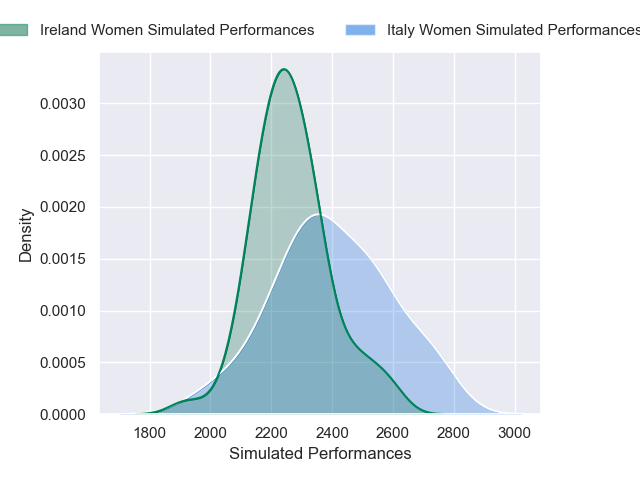 Ireland Women Simulated Performances
Italy Women Simulated Performances
0.0030
0.0025
0.0020
0.0015
0.0010
0.0005
0.0000
Density
1800 2000 2200 2400 2600 2800 3000
Simulated Performances